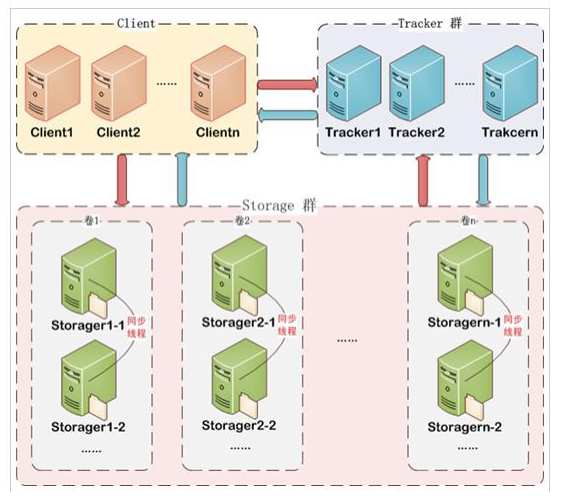 Client
Tracker 群
......
......
Client1
Client2
Clientn
Tracker1
Tracker2
Trakcern
Storage 群
卷1
卷2
卷n
Storager1-1
同步
线程
Storager2-1
同步
线程
......
Storagern-1
同步
线程
Storager1-2
Storager2-2
Storagern-2
......
......
......